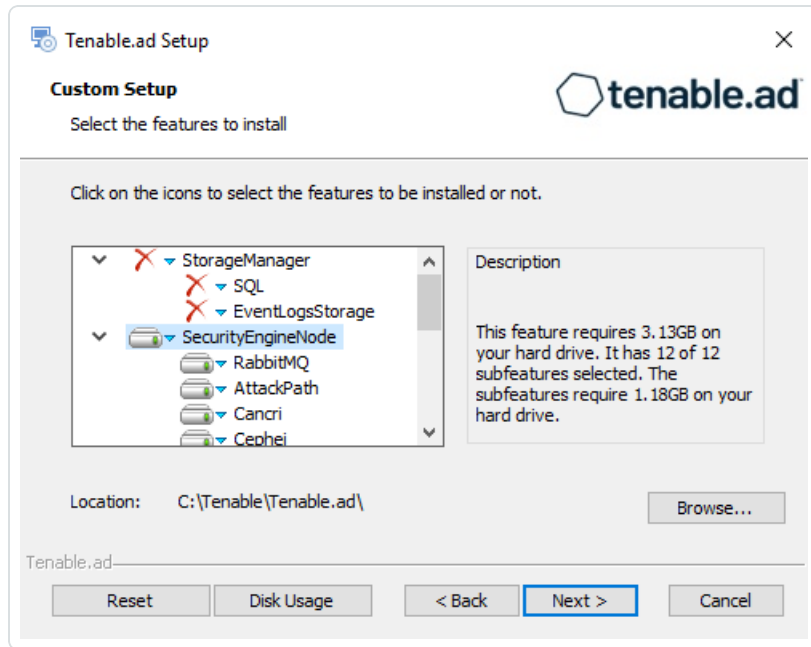 Tenable.ad Setup
Custom Setup
tenable.ad
Select the features to install
Click on the icons to select the features to be installed or not.
StorageManager
SQL
EventLogsStorage
SecurityEngineNode
RabbitMQ
AttackPath
Cancri
Cephei
Description
This feature requires 3.13GB on
your hard drive. It has 12 of 12
subfeatures selected. The
subfeatures require 1.18GB on your
hard drive.
Location: C:\Tenable\Tenable.ad\
Browse...
Tenable.ad
Reset Disk Usage < Back Next > Cancel